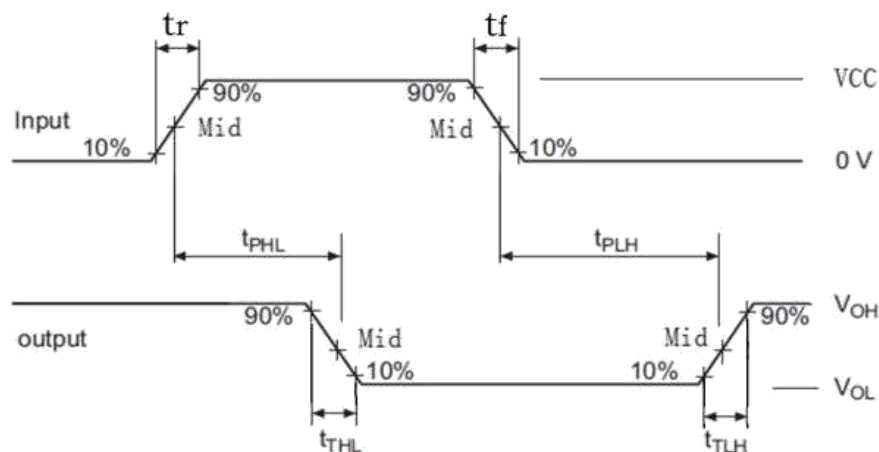 tr tf
90% 90% VCC
Input Mid Mid
10% 10% 0 V
tPHL tPLH
90% 90% VOH
output Mid Mid
10% 10% VOL
tTHL tTLH